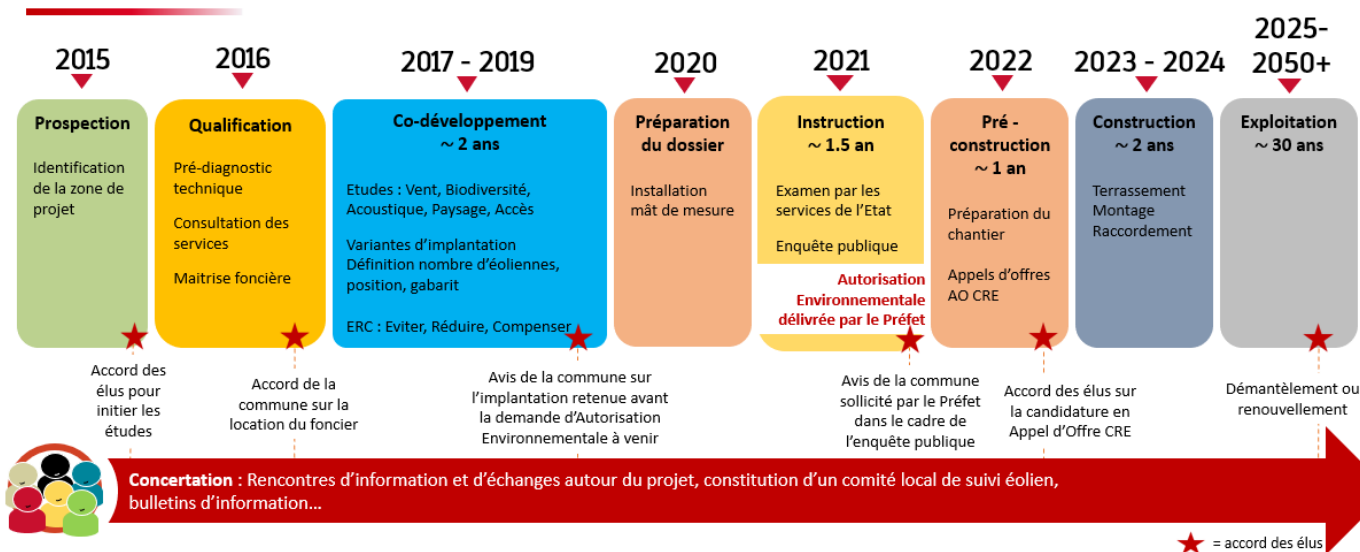 2015
2016
2017 - 2019
2020
2021
2022
2023 - 2024
2025-
2050+
Prospection
Identification
de la zone de
projet
Qualification
Pré-diagnostic
technique
Consultation des
services
Maitrise foncière
Co-développement
~ 2 ans
Etudes : Vent, Biodiversité,
Acoustique, Paysage, Accès
Variantes d'implantation
Définition nombre d'éoliennes,
position, gabarit
ERC : Eviter, Réduire, Compenser
Préparation
du dossier
Installation
mât de mesure
Instruction
~ 1.5 an
Examen par les
services de l'Etat
Enquête publique
Autorisation
Environnementale
délivrée par le Préfet
Pré -
construction
~ 1 an
Préparation du
chantier
Appels d'offres
AO CRE
Construction
~ 2 ans
Terrassement
Montage
Raccordement
Exploitation
~ 30 ans
Accord des
élus pour
initier les
études
Accord de la
commune sur la
location du foncier
Avis de la commune sur
l'implantation retenue avant
la demande d'Autorisation
Environnementale à venir
Avis de la commune
sollicité par le Préfet
dans le cadre de
l'enquête publique
Accord des élus sur
la candidature en
Appel d'Offre CRE
Démantèlement ou
renouvellement
Concertation : Rencontres d'information et d'échanges autour du projet, constitution d'un comité local de suivi éolien,
bulletins d'information...
= accord des élus